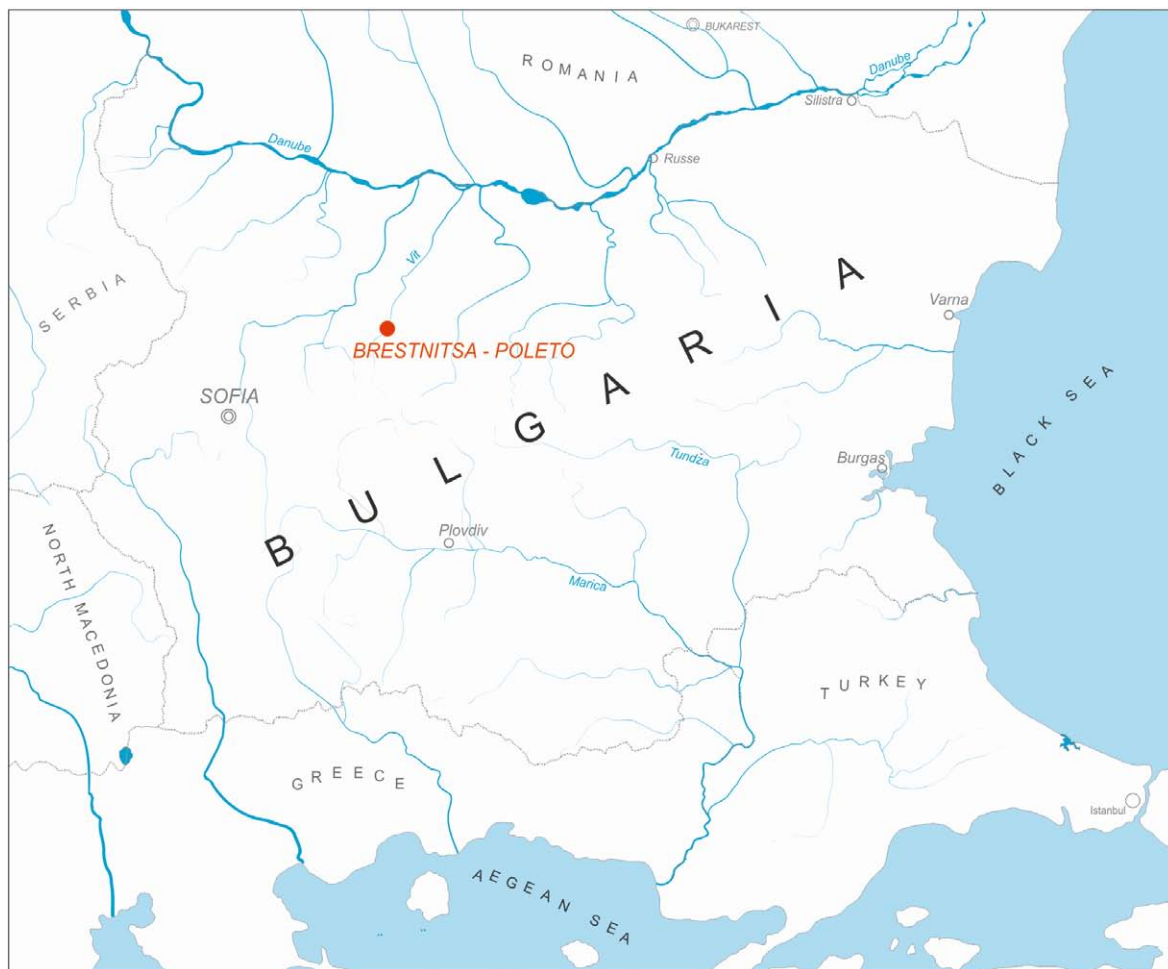 BUKAREST
ROMANIA
Danube
Silistra
Danube
Russe
Vit
SERBIA
BRESTNITSA - POLETO
Varna
SOFIA
BULGARIA
BLACK SEA
Tundža
Burgas
Plovdiv
Marica
NORTH MACEDONIA
TURKEY
GREECE
Istanbul
AEGEAN SEA